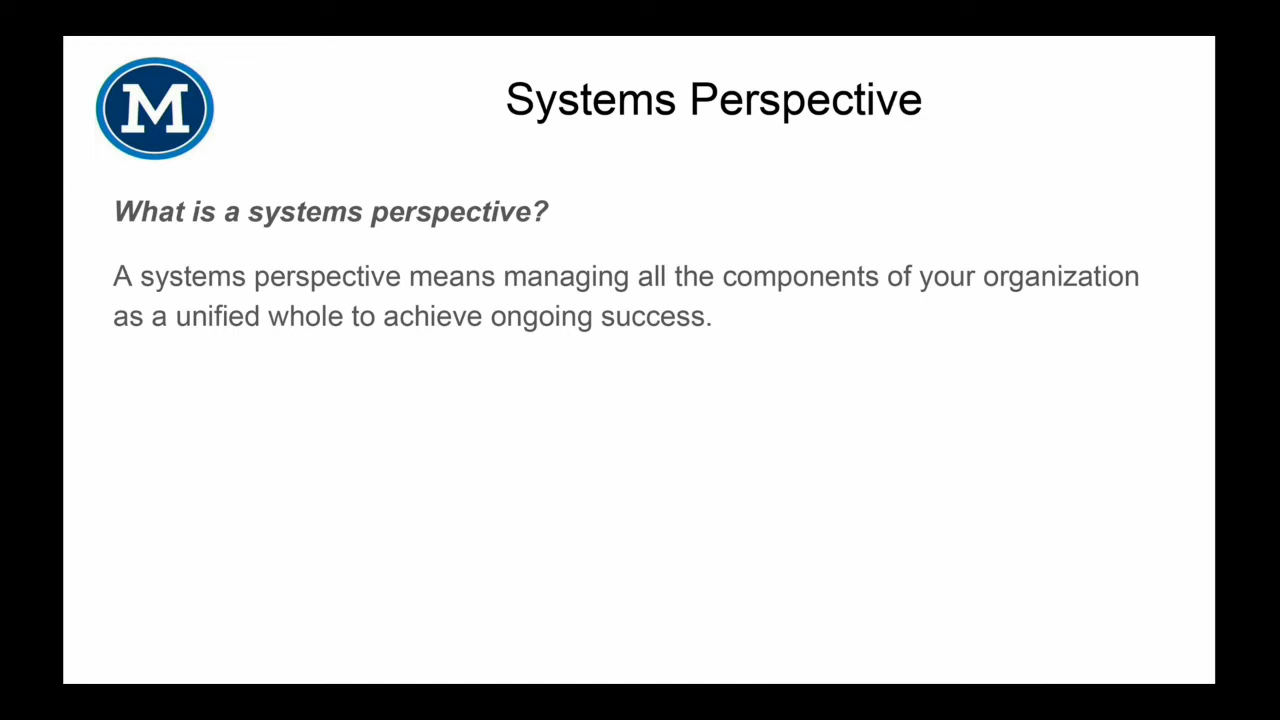 M
Systems Perspective
What is a systems perspective?
A systems perspective means managing all the components of your organization
as a unified whole to achieve ongoing success.